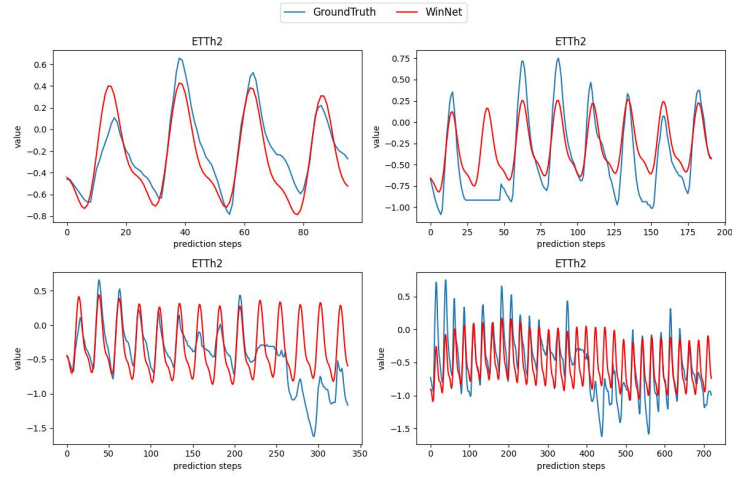 GroundTruth WinNet
ETTh2
0.6
0.4
0.2
0.0
−0.2
−0.4
−0.6
−0.8
value
0 20 40 60 80
prediction steps
ETTh2
0.75
0.50
0.25
0.00
−0.25
−0.50
−0.75
−1.00
value
0 25 50 75 100 125 150 175 200
prediction steps
ETTh2
0.5
0.0
−0.5
−1.0
−1.5
value
0 50 100 150 200 250 300 350
prediction steps
ETTh2
0.5
0.0
−0.5
−1.0
−1.5
value
0 100 200 300 400 500 600 700
prediction steps